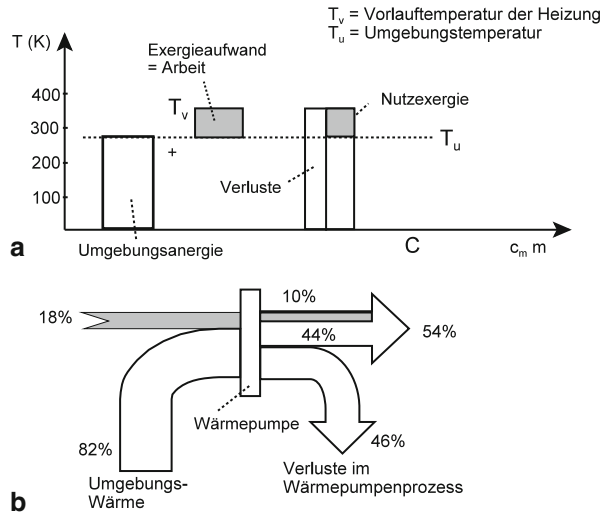 T_v = Vorlauftemperatur der Heizung
T_u = Umgebungstemperatur
T (K)
Exergieaufwand
= Arbeit
400
300
200
100
T_v
+
Nutzexergie
T_u
Verluste
Umgebungsanergie
C
c_m m
a
18%
10%
44%
54%
Wärmepumpe
82%
46%
Umgebungs-
Wärme
Verluste im
Wärmepumpenprozess
b